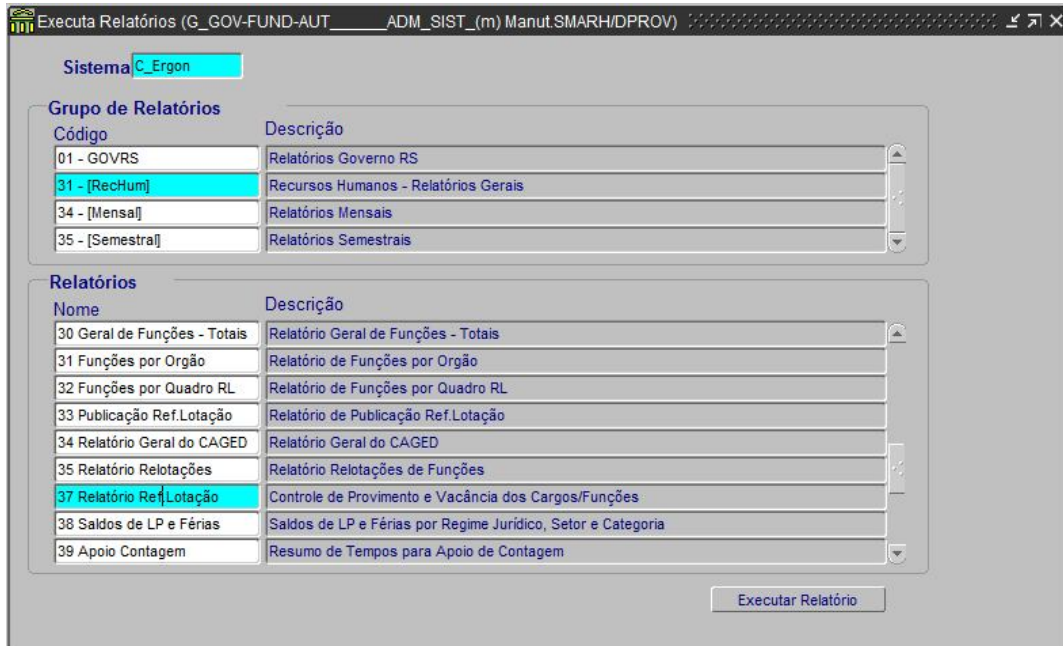 Executa Relatórios (G_GOV-FUND-AUT______ADM_SIST_(m) Manut.SMARH/DPROV)
Sistema C_Ergon
Grupo de Relatórios
Código Descrição
01 - GOVRS Relatórios Governo RS
31 - [RecHum] Recursos Humanos - Relatórios Gerais
34 - [Mensal] Relatórios Mensais
35 - [Semestral] Relatórios Semestrais
Relatórios
Nome Descrição
30 Geral de Funções - Totais Relatório Geral de Funções - Totais
31 Funções por Orgão Relatório de Funções por Orgão
32 Funções por Quadro RL Relatório de Funções por Quadro RL
33 Publicação Ref.Lotação Relatório de Publicação Ref.Lotação
34 Relatório Geral do CAGED Relatório Geral do CAGED
35 Relatório Relotações Relatório Relotações de Funções
37 Relatório Ref.Lotação Controle de Provimento e Vacância dos Cargos/Funções
38 Saldos de LP e Férias Saldos de LP e Férias por Regime Jurídico, Setor e Categoria
39 Apoio Contagem Resumo de Tempos para Apoio de Contagem
Executar Relatório